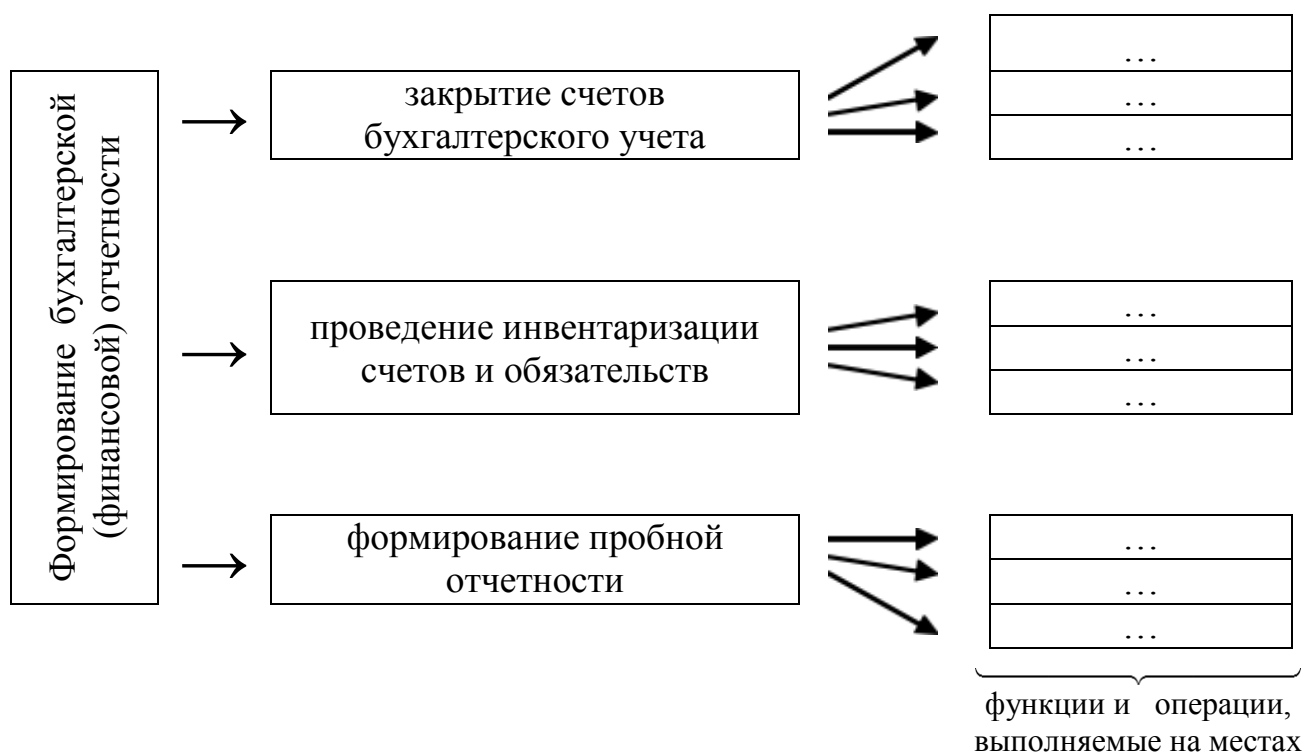 Формирование бухгалтерской
(финансовой) отчетности
закрытие счетов
бухгалтерского учета
…
…
…
проведение инвентаризации
счетов и обязательств
…
…
…
формирование пробной
отчетности
…
…
…
функции и операции,
выполняемые на местах